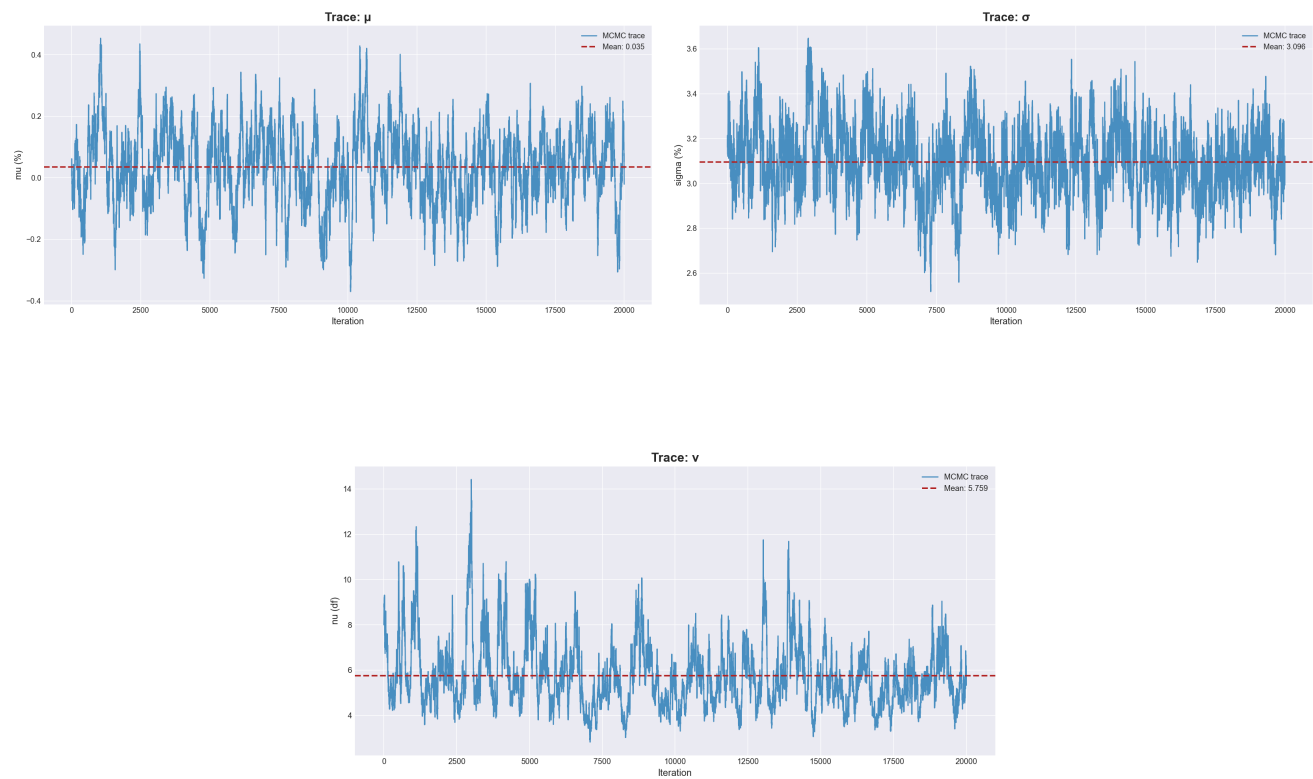 Trace: μ
MCMC trace
Mean: 0.035
0.4
0.2
0.0
−0.2
−0.4
mu (%)
0 2500 5000 7500 10000 12500 15000 17500 20000
Iteration
Trace: σ
MCMC trace
Mean: 3.096
3.6
3.4
3.2
3.0
2.8
2.6
sigma (%)
0 2500 5000 7500 10000 12500 15000 17500 20000
Iteration
Trace: ν
MCMC trace
Mean: 5.759
14
12
10
8
6
4
nu (df)
0 2500 5000 7500 10000 12500 15000 17500 20000
Iteration